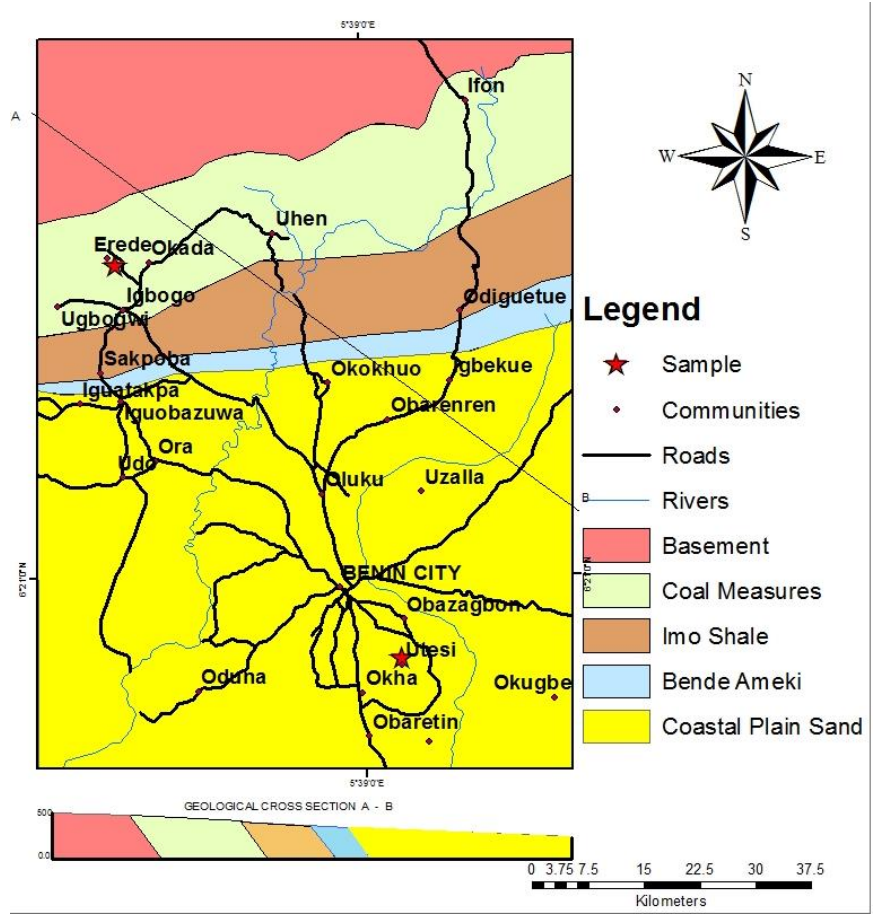 5°39'0"E
A
Ifon
N
W
E
S
Uhen
Erede
Okada
Igbogo
Ugbogwi
Odiguetue
Sakpoba
Okokhuo
Igbekue
Iguatakpa
Iguobazuwa
Obarenren
Ora
Udo
Oluku
Uzalla
B
6°21'0"N
BENIN CITY
6°21'0"N
Obazagbon
Utesi
Oduha
Okha
Okugbe
Obaretin
5°39'0"E
Legend
Sample
Communities
Roads
Rivers
Basement
Coal Measures
Imo Shale
Bende Ameki
Coastal Plain Sand
GEOLOGICAL CROSS SECTION A - B
500
0.0
0 3.75 7.5 15 22.5 30 37.5
Kilometers